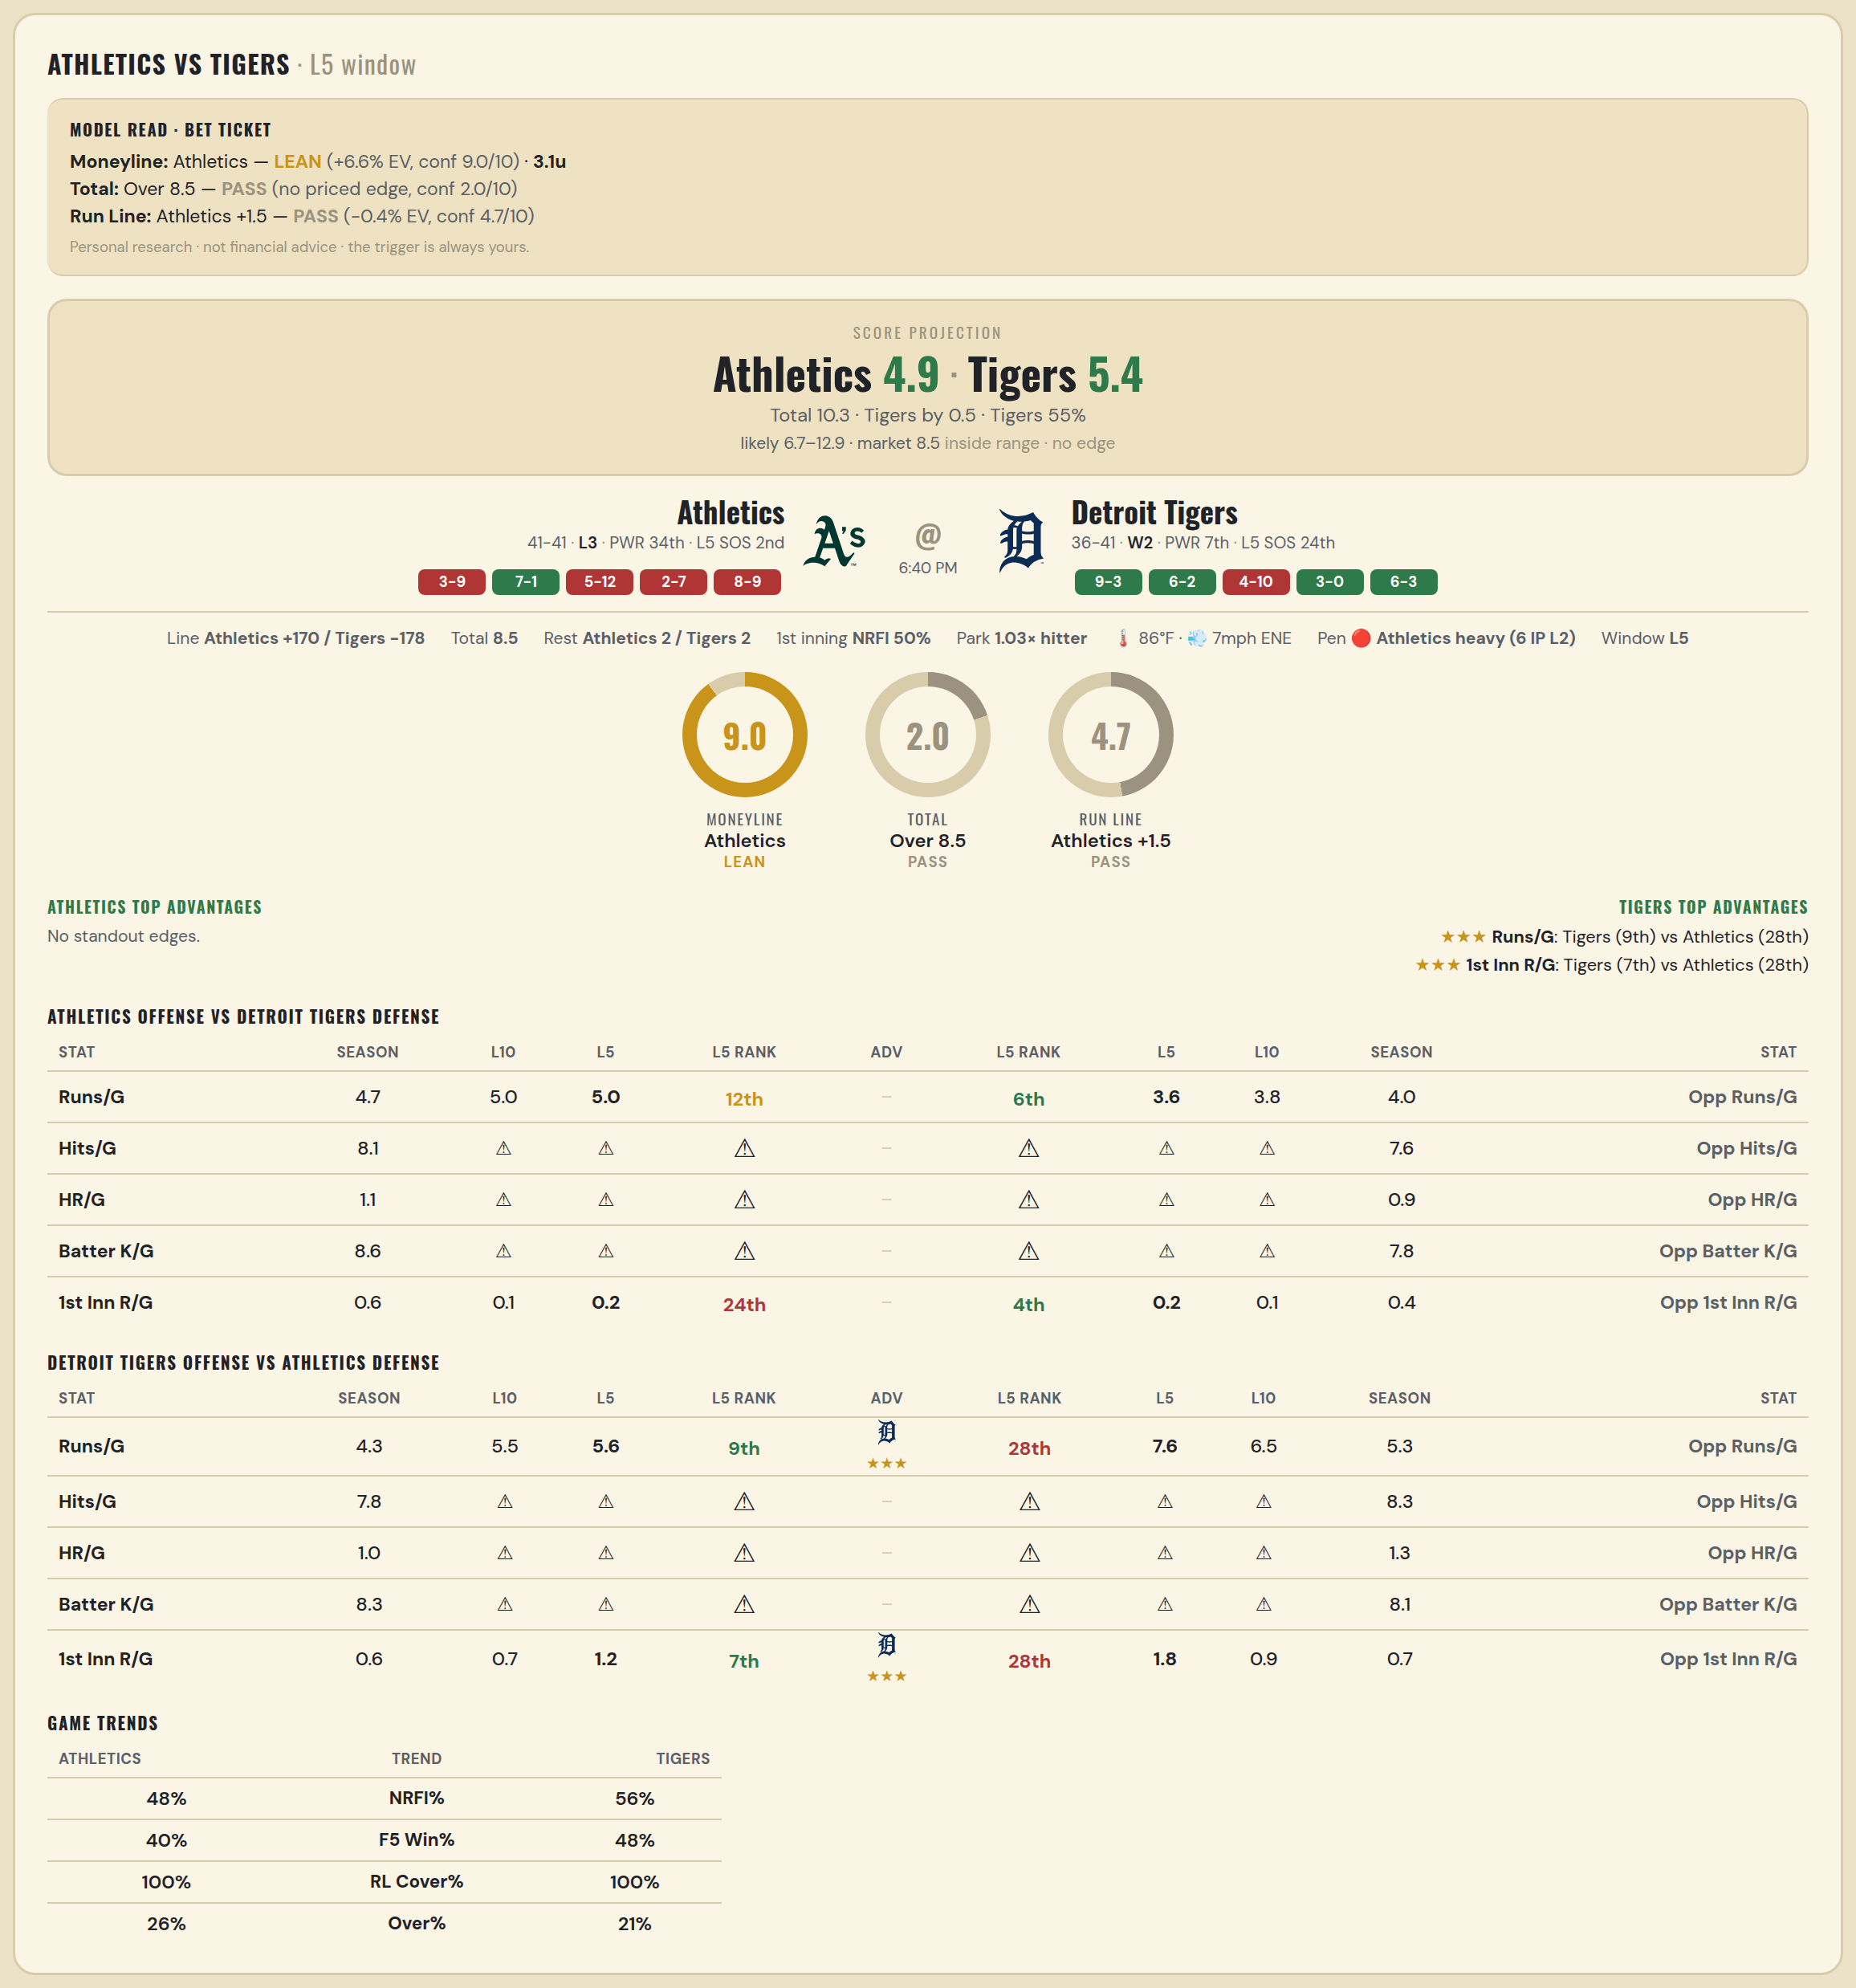 ATHLETICS VS TIGERS · L5 window
MODEL READ · BET TICKET
Moneyline: Athletics — LEAN (+6.6% EV, conf 9.0/10) · 3.1u
Total: Over 8.5 — PASS (no priced edge, conf 2.0/10)
Run Line: Athletics +1.5 — PASS (-0.4% EV, conf 4.7/10)
Personal research · not financial advice · the trigger is always yours.
SCORE PROJECTION
Athletics 4.9 · Tigers 5.4
Total 10.3 · Tigers by 0.5 · Tigers 55%
likely 6.7–12.9 · market 8.5 inside range · no edge
Athletics
41-41 · L3 · PWR 34th · L5 SOS 2nd
3-9 7-1 5-12 2-7 8-9
A's
@
6:40 PM
D
Detroit Tigers
36-41 · W2 · PWR 7th · L5 SOS 24th
9-3 6-2 4-10 3-0 6-3
Line Athletics +170 / Tigers -178 Total 8.5 Rest Athletics 2 / Tigers 2 1st inning NRFI 50% Park 1.03× hitter 🌡️ 86°F · 💨 7mph ENE Pen 🔴 Athletics heavy (6 IP L2) Window L5
9.0 2.0 4.7
MONEYLINE TOTAL RUN LINE
Athletics Over 8.5 Athletics +1.5
LEAN PASS PASS
ATHLETICS TOP ADVANTAGES
No standout edges.
TIGERS TOP ADVANTAGES
★★★ Runs/G: Tigers (9th) vs Athletics (28th)
★★★ 1st Inn R/G: Tigers (7th) vs Athletics (28th)
ATHLETICS OFFENSE VS DETROIT TIGERS DEFENSE
STAT SEASON L10 L5 L5 RANK ADV L5 RANK L5 L10 SEASON STAT
Runs/G 4.7 5.0 5.0 12th — 6th 3.6 3.8 4.0 Opp Runs/G
Hits/G 8.1 ⚠ ⚠ ⚠ — ⚠ ⚠ ⚠ 7.6 Opp Hits/G
HR/G 1.1 ⚠ ⚠ ⚠ — ⚠ ⚠ ⚠ 0.9 Opp HR/G
Batter K/G 8.6 ⚠ ⚠ ⚠ — ⚠ ⚠ ⚠ 7.8 Opp Batter K/G
1st Inn R/G 0.6 0.1 0.2 24th — 4th 0.2 0.1 0.4 Opp 1st Inn R/G
DETROIT TIGERS OFFENSE VS ATHLETICS DEFENSE
STAT SEASON L10 L5 L5 RANK ADV L5 RANK L5 L10 SEASON STAT
Runs/G 4.3 5.5 5.6 9th D ★★★ 28th 7.6 6.5 5.3 Opp Runs/G
Hits/G 7.8 ⚠ ⚠ ⚠ — ⚠ ⚠ ⚠ 8.3 Opp Hits/G
HR/G 1.0 ⚠ ⚠ ⚠ — ⚠ ⚠ ⚠ 1.3 Opp HR/G
Batter K/G 8.3 ⚠ ⚠ ⚠ — ⚠ ⚠ ⚠ 8.1 Opp Batter K/G
1st Inn R/G 0.6 0.7 1.2 7th D ★★★ 28th 1.8 0.9 0.7 Opp 1st Inn R/G
GAME TRENDS
ATHLETICS TREND TIGERS
48% NRFI% 56%
40% F5 Win% 48%
100% RL Cover% 100%
26% Over% 21%